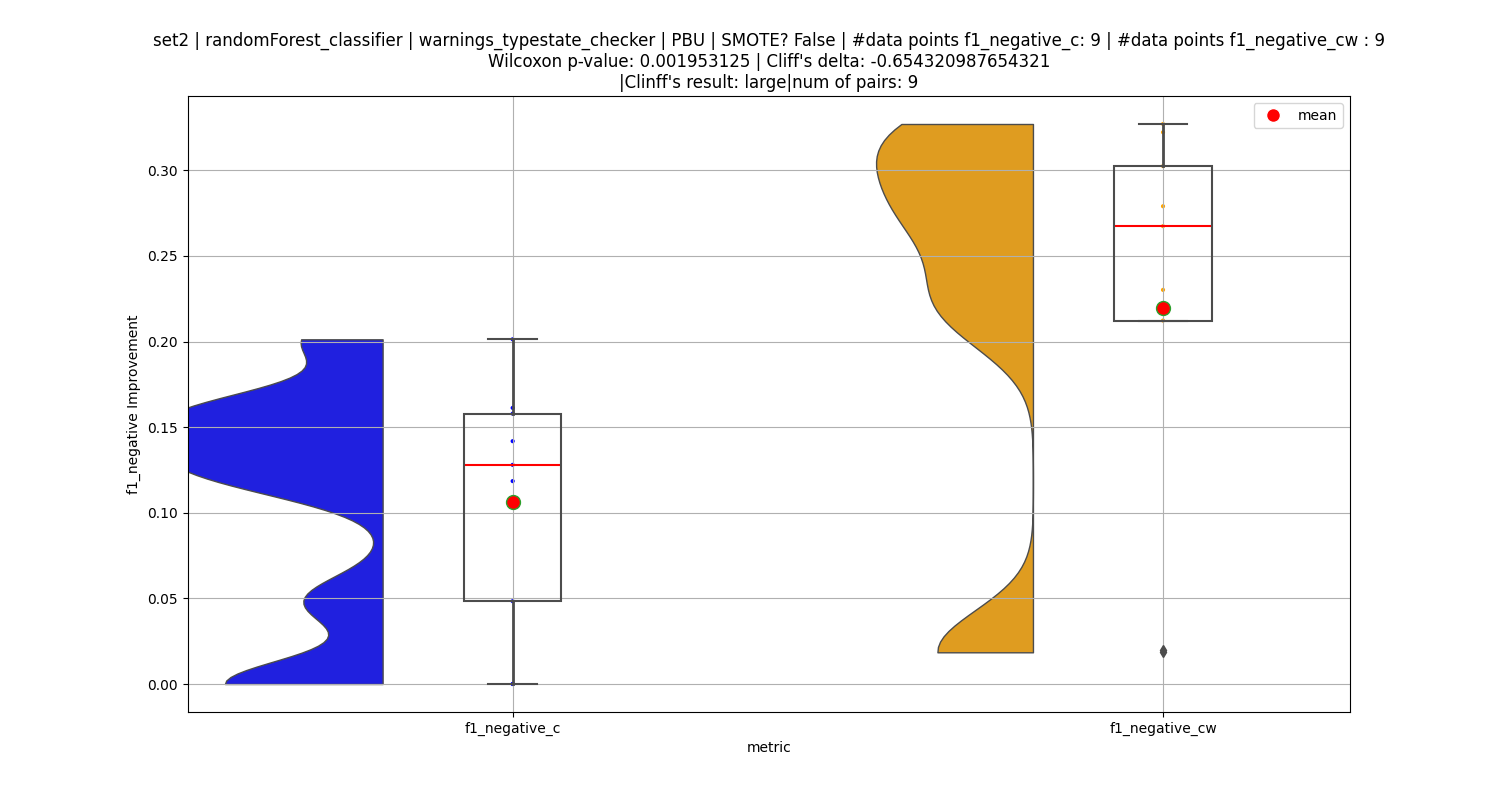 set2 | randomForest_classifier | warnings_typestate_checker | PBU | SMOTE? False | #data points f1_negative_c: 9 | #data points f1_negative_cw : 9
Wilcoxon p-value: 0.001953125 | Cliff's delta: -0.654320987654321
|Clinff's result: large|num of pairs: 9
mean
0.30
0.25
0.20
0.15
0.10
0.05
0.00
f1_negative Improvement
f1_negative_c
f1_negative_cw
metric